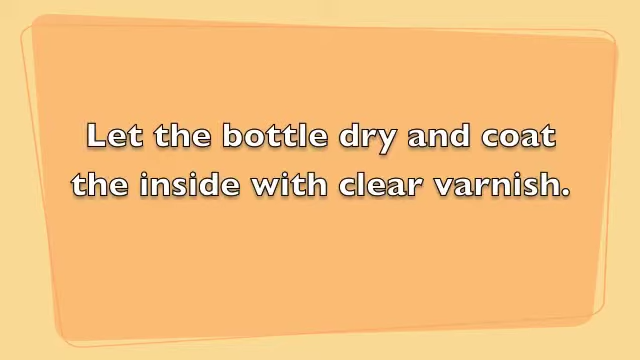 Let the bottle dry and coat
the inside with clear varnish.